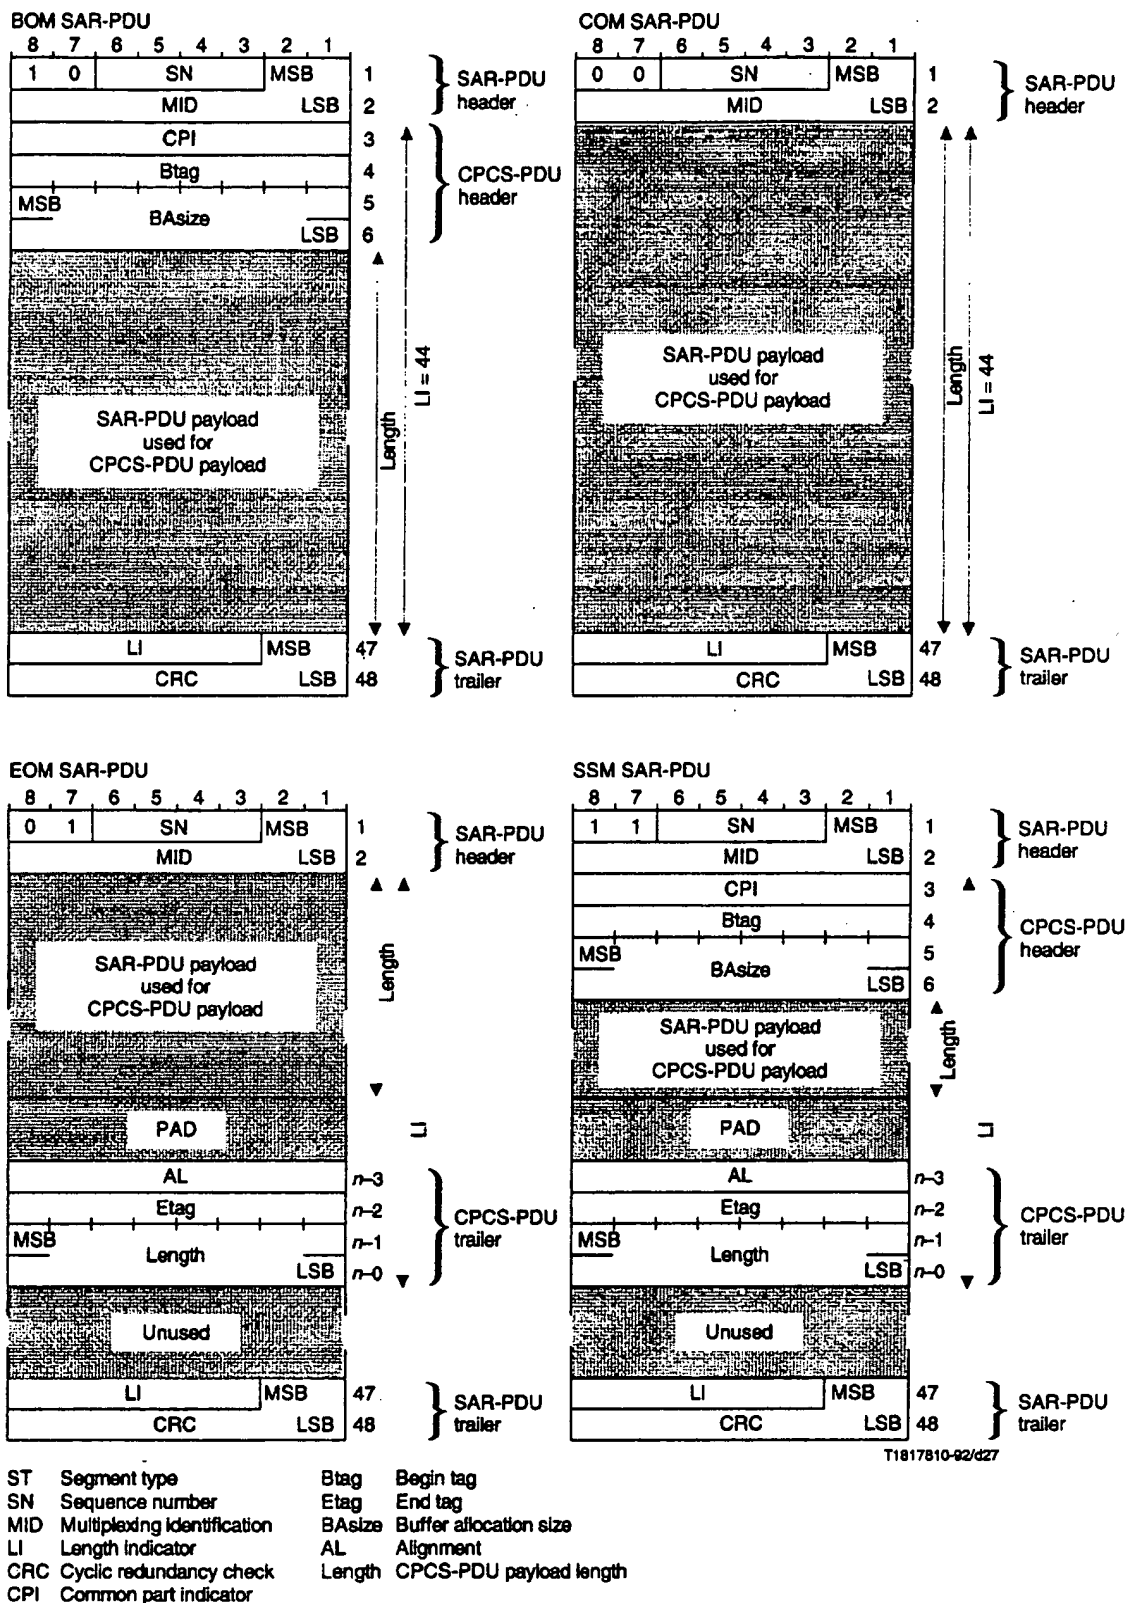 BOM SAR-PDU
8 7 6 5 4 3 2 1
1 0 SN MSB 1
MID LSB 2
SAR-PDU
header
CPI 3
Btag 4
MSB 5
BAsize
LSB 6
CPCS-PDU
header
SAR-PDU payload
used for
CPCS-PDU payload
Length
LI = 44
LI MSB 47
CRC LSB 48
SAR-PDU
trailer
COM SAR-PDU
8 7 6 5 4 3 2 1
0 0 SN MSB 1
MID LSB 2
SAR-PDU
header
SAR-PDU payload
used for
CPCS-PDU payload
Length
LI = 44
LI MSB 47
CRC LSB 48
SAR-PDU
trailer
EOM SAR-PDU
8 7 6 5 4 3 2 1
0 1 SN MSB 1
MID LSB 2
SAR-PDU
header
SAR-PDU payload
used for
CPCS-PDU payload
Length
PAD
LI
AL n–3
Etag n–2
MSB n–1
Length
LSB n–0
CPCS-PDU
trailer
Unused
LI MSB 47
CRC LSB 48
SAR-PDU
trailer
SSM SAR-PDU
8 7 6 5 4 3 2 1
1 1 SN MSB 1
MID LSB 2
SAR-PDU
header
CPI 3
Btag 4
MSB 5
BAsize
LSB 6
CPCS-PDU
header
SAR-PDU payload
used for
CPCS-PDU payload
Length
PAD
LI
AL n–3
Etag n–2
MSB n–1
Length
LSB n–0
CPCS-PDU
trailer
Unused
LI MSB 47
CRC LSB 48
SAR-PDU
trailer
T1817810-92/d27
ST Segment type
SN Sequence number
MID Multiplexing identification
LI Length indicator
CRC Cyclic redundancy check
CPI Common part indicator
Btag Begin tag
Etag End tag
BAsize Buffer allocation size
AL Alignment
Length CPCS-PDU payload length